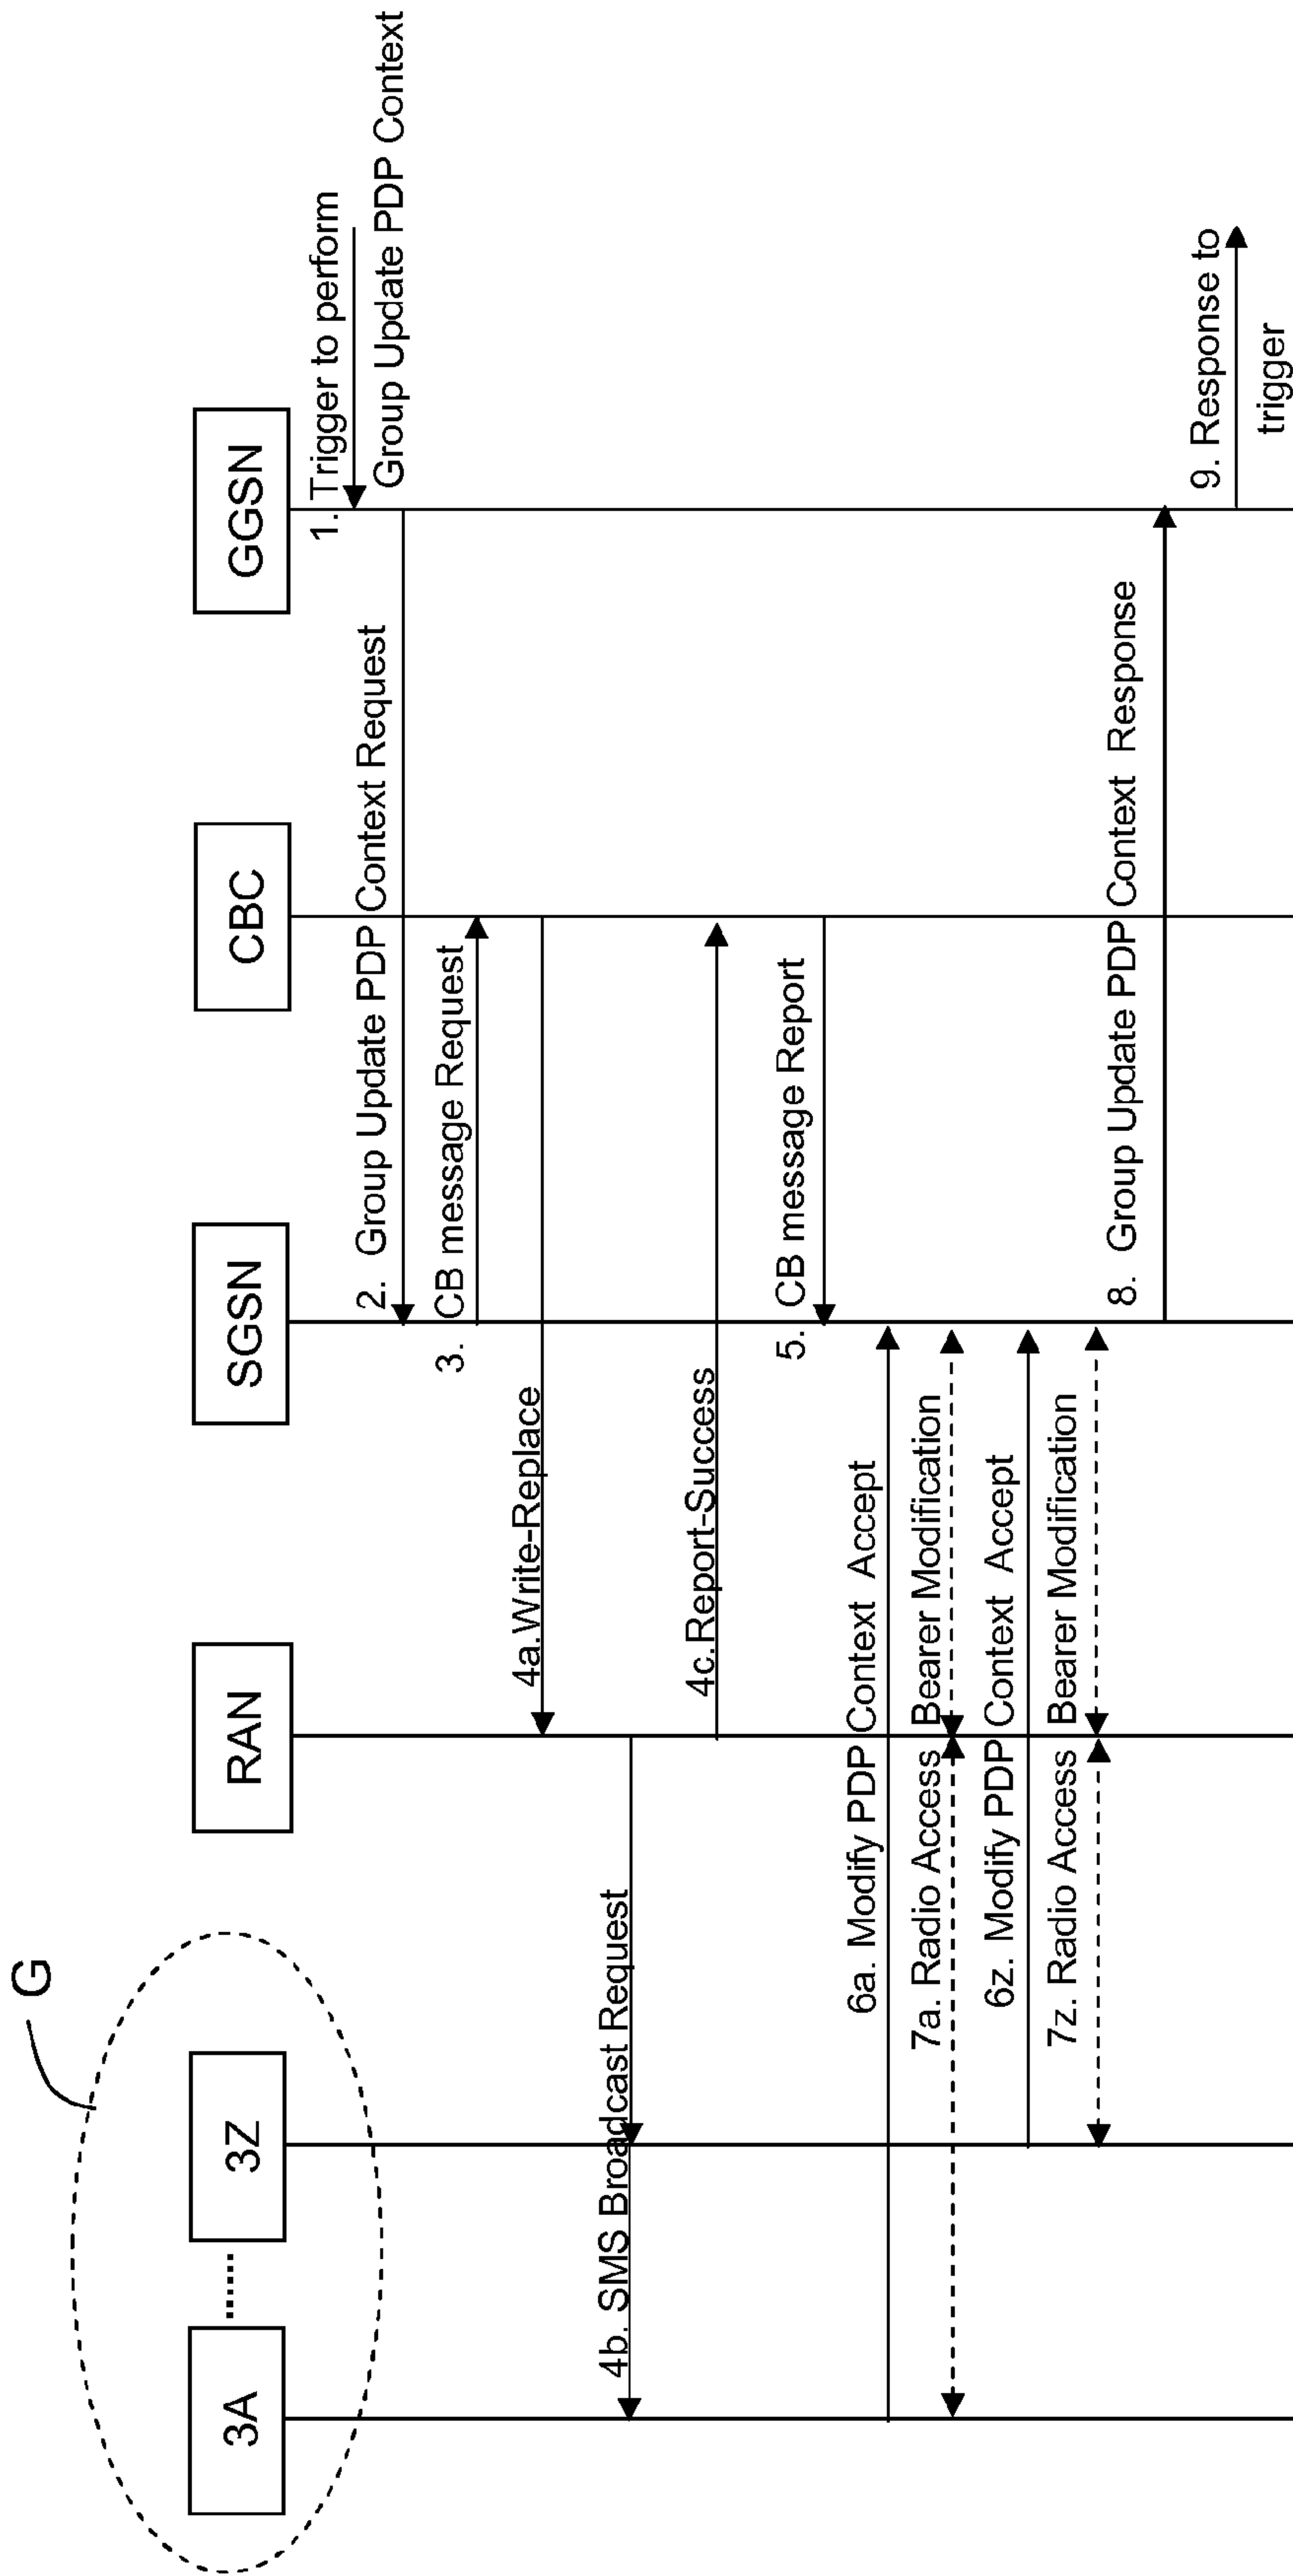 G
3A
3Z
RAN
SGSN
CBC
GGSN
1. Trigger to perform
Group Update PDP Context
2. Group Update PDP Context Request
3. CB message Request
4a.Write-Replace
4b. SMS Broadcast Request
4c.Report-Success
5. CB message Report
6a. Modify PDP Context Accept
7a. Radio Access Bearer Modification
6z. Modify PDP Context Accept
7z. Radio Access Bearer Modification
8. Group Update PDP Context Response
9. Response to
trigger